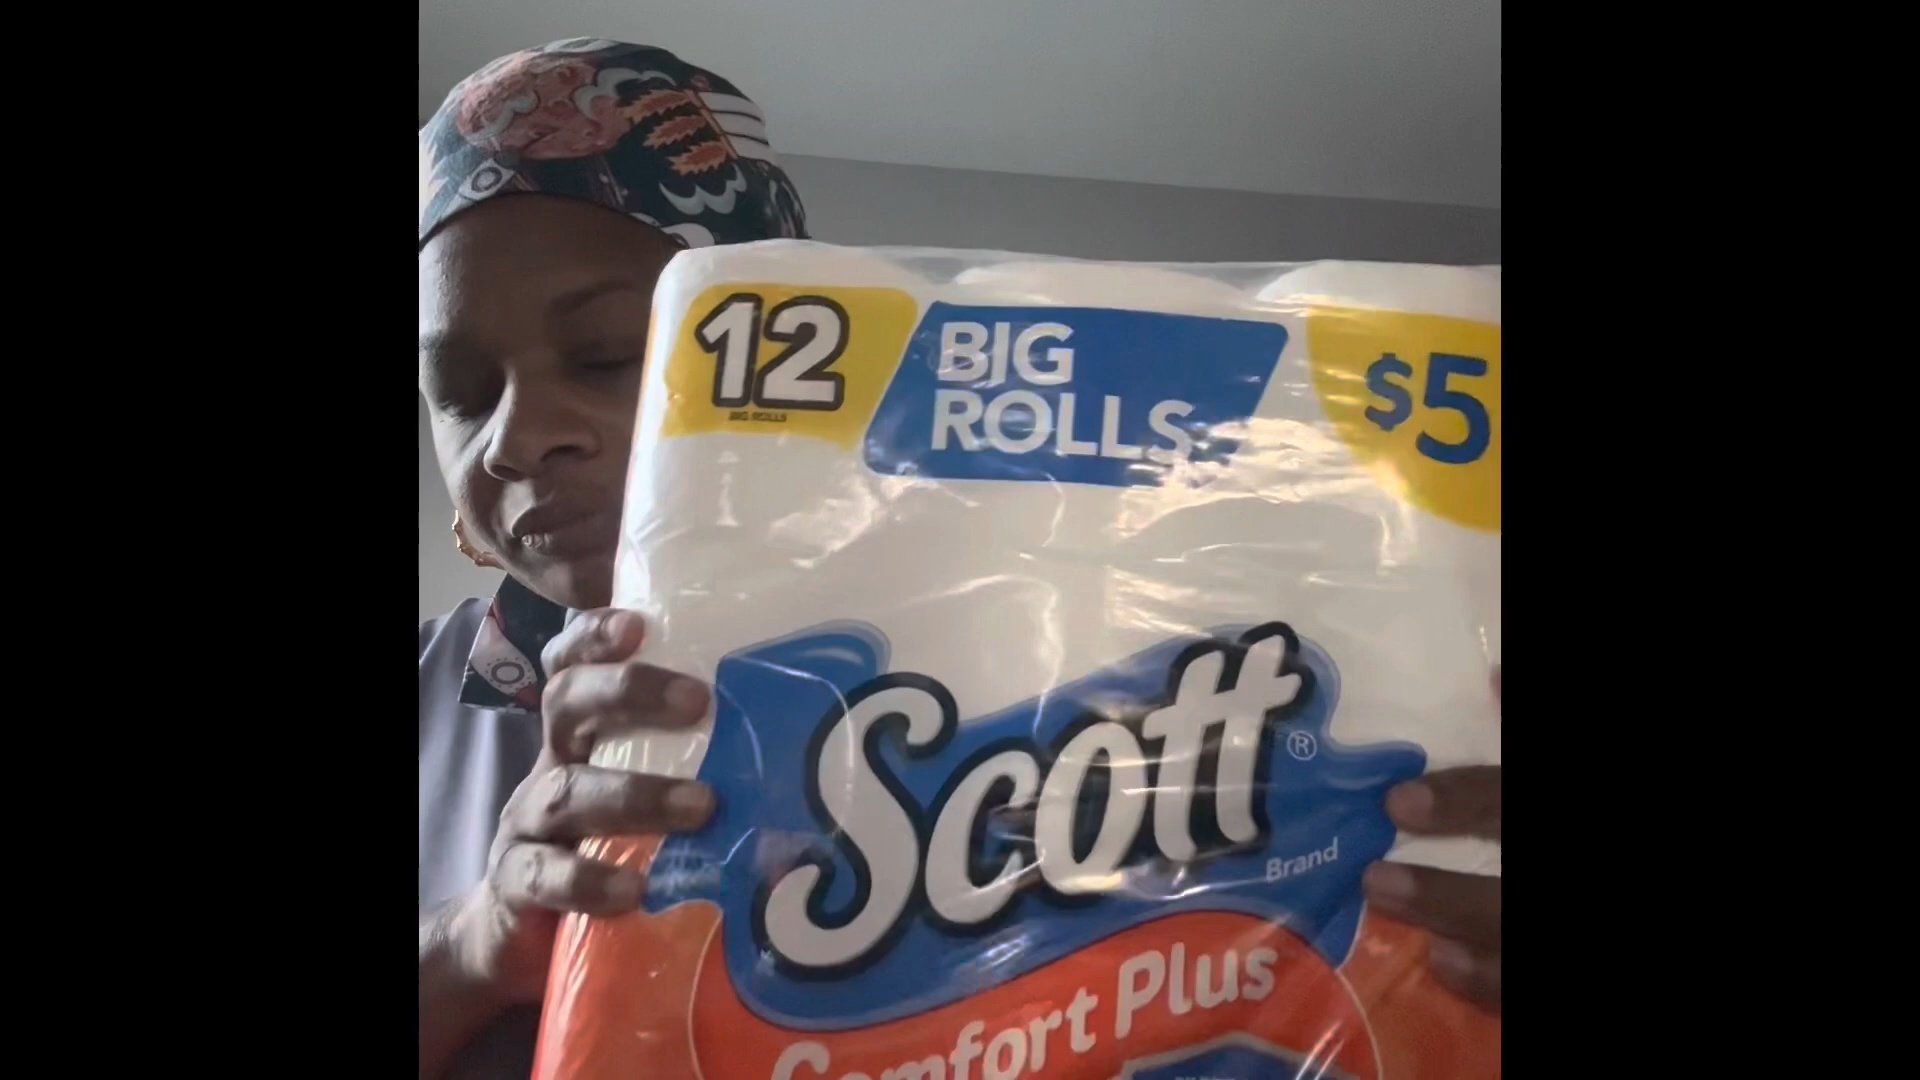 12
BIG ROLLS
BIG
ROLLS
$5
Scott®
Brand
Comfort Plus